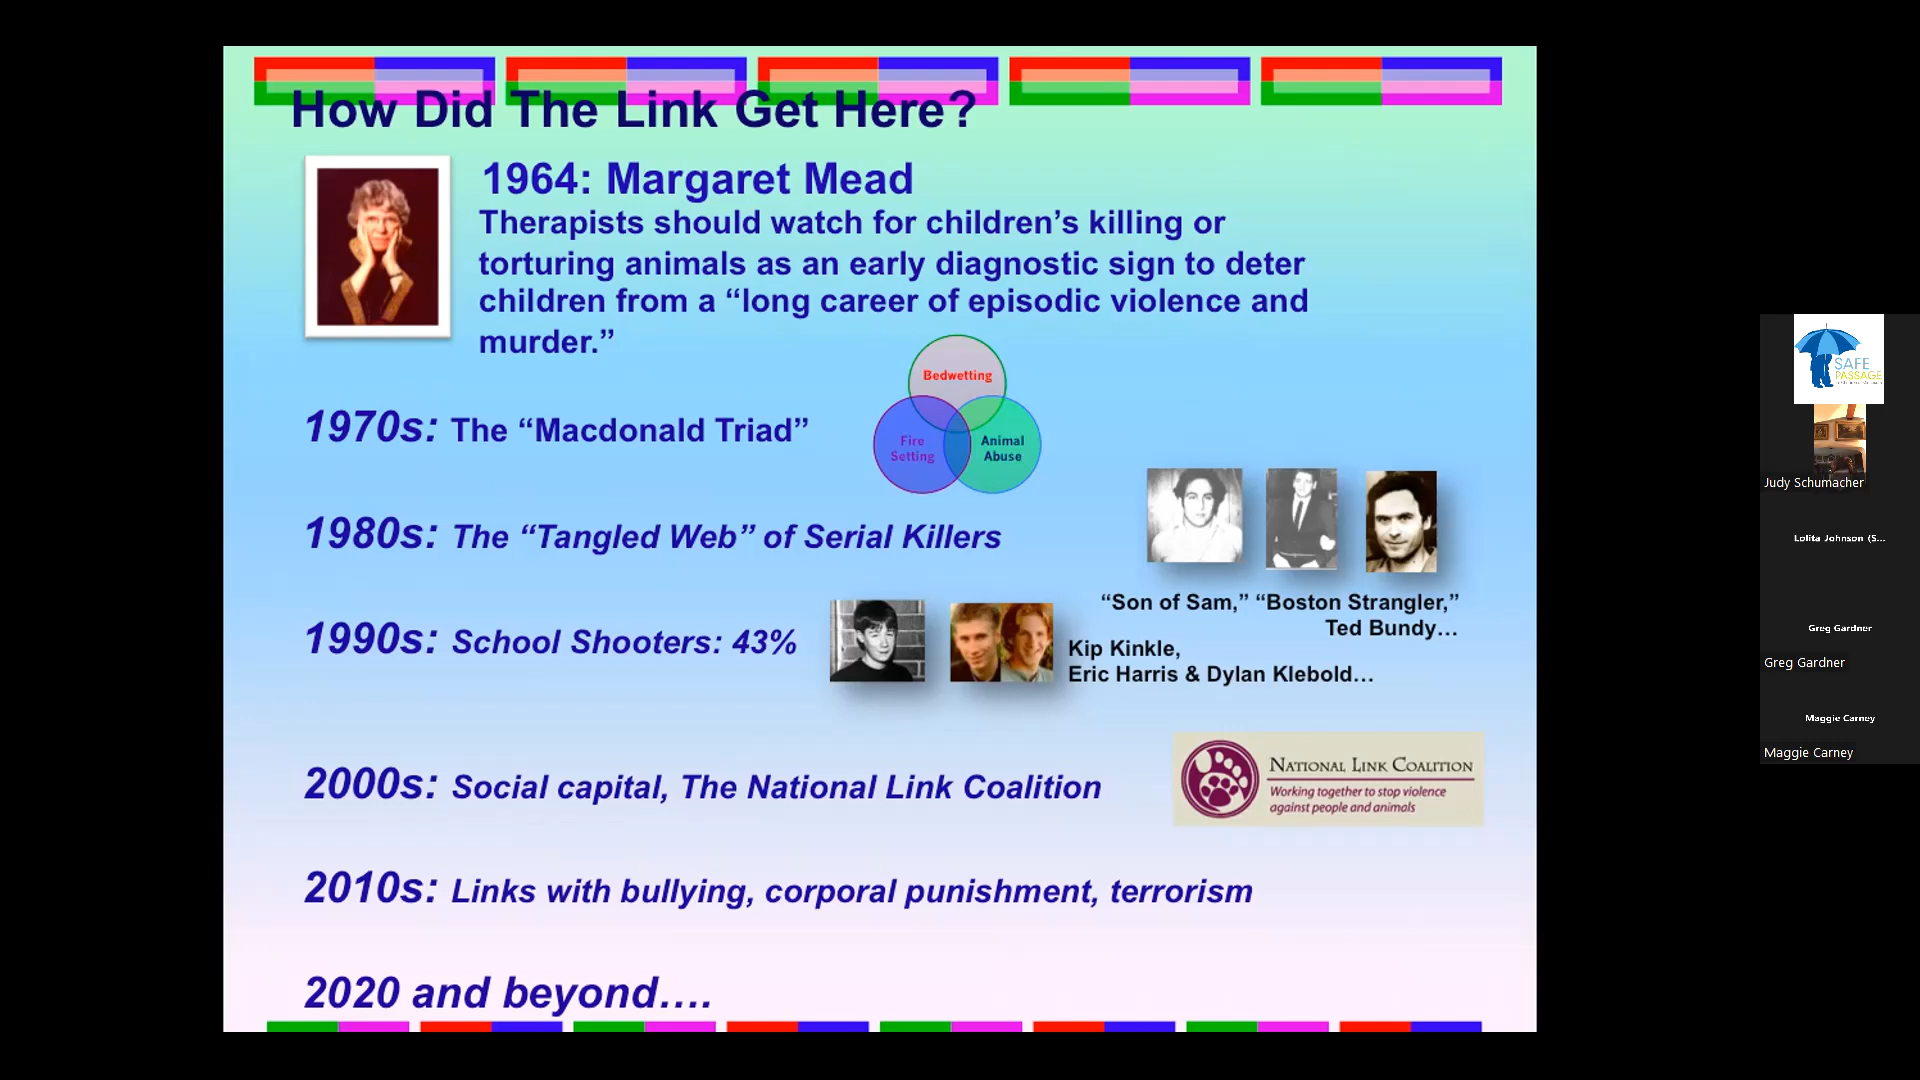 How Did The Link Get Here?
1964: Margaret Mead
Therapists should watch for children’s killing or
torturing animals as an early diagnostic sign to deter
children from a “long career of episodic violence and
murder.”
Bedwetting
Fire
Setting
Animal
Abuse
1970s: The “Macdonald Triad”
1980s: The “Tangled Web” of Serial Killers
“Son of Sam,” “Boston Strangler,”
Ted Bundy…
1990s: School Shooters: 43%
Kip Kinkle,
Eric Harris & Dylan Klebold…
2000s: Social capital, The National Link Coalition
NATIONAL LINK COALITION
Working together to stop violence
against people and animals
2010s: Links with bullying, corporal punishment, terrorism
2020 and beyond….
SAFE
PASSAGE
Judy Schumacher
Lolita Johnson (S...
Greg Gardner
Greg Gardner
Maggie Carney
Maggie Carney